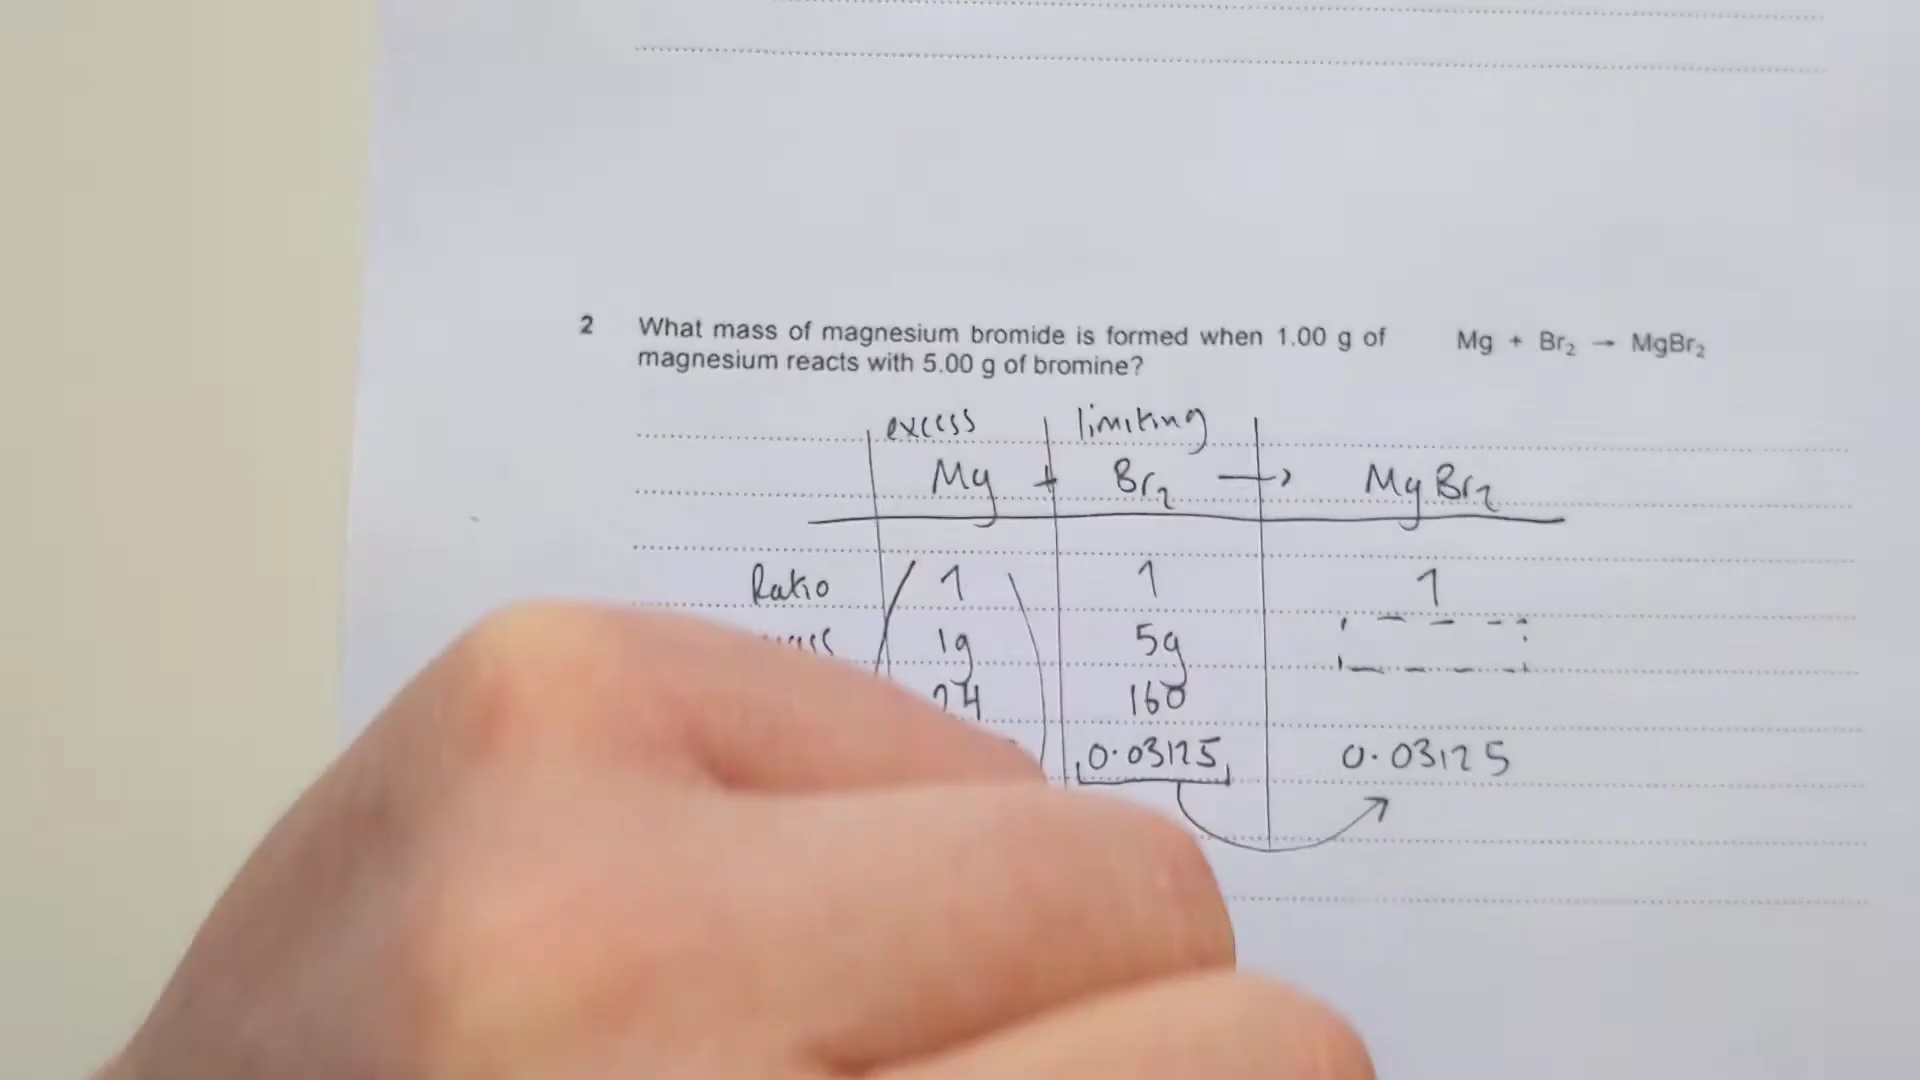 2 What mass of magnesium bromide is formed when 1.00 g of Mg + Br₂ → MgBr₂
magnesium reacts with 5.00 g of bromine?
excess limiting
Mg + Br₂ → MgBr₂
Ratio 1 1 1
1g 5g
24 160
0.03125 0.03125